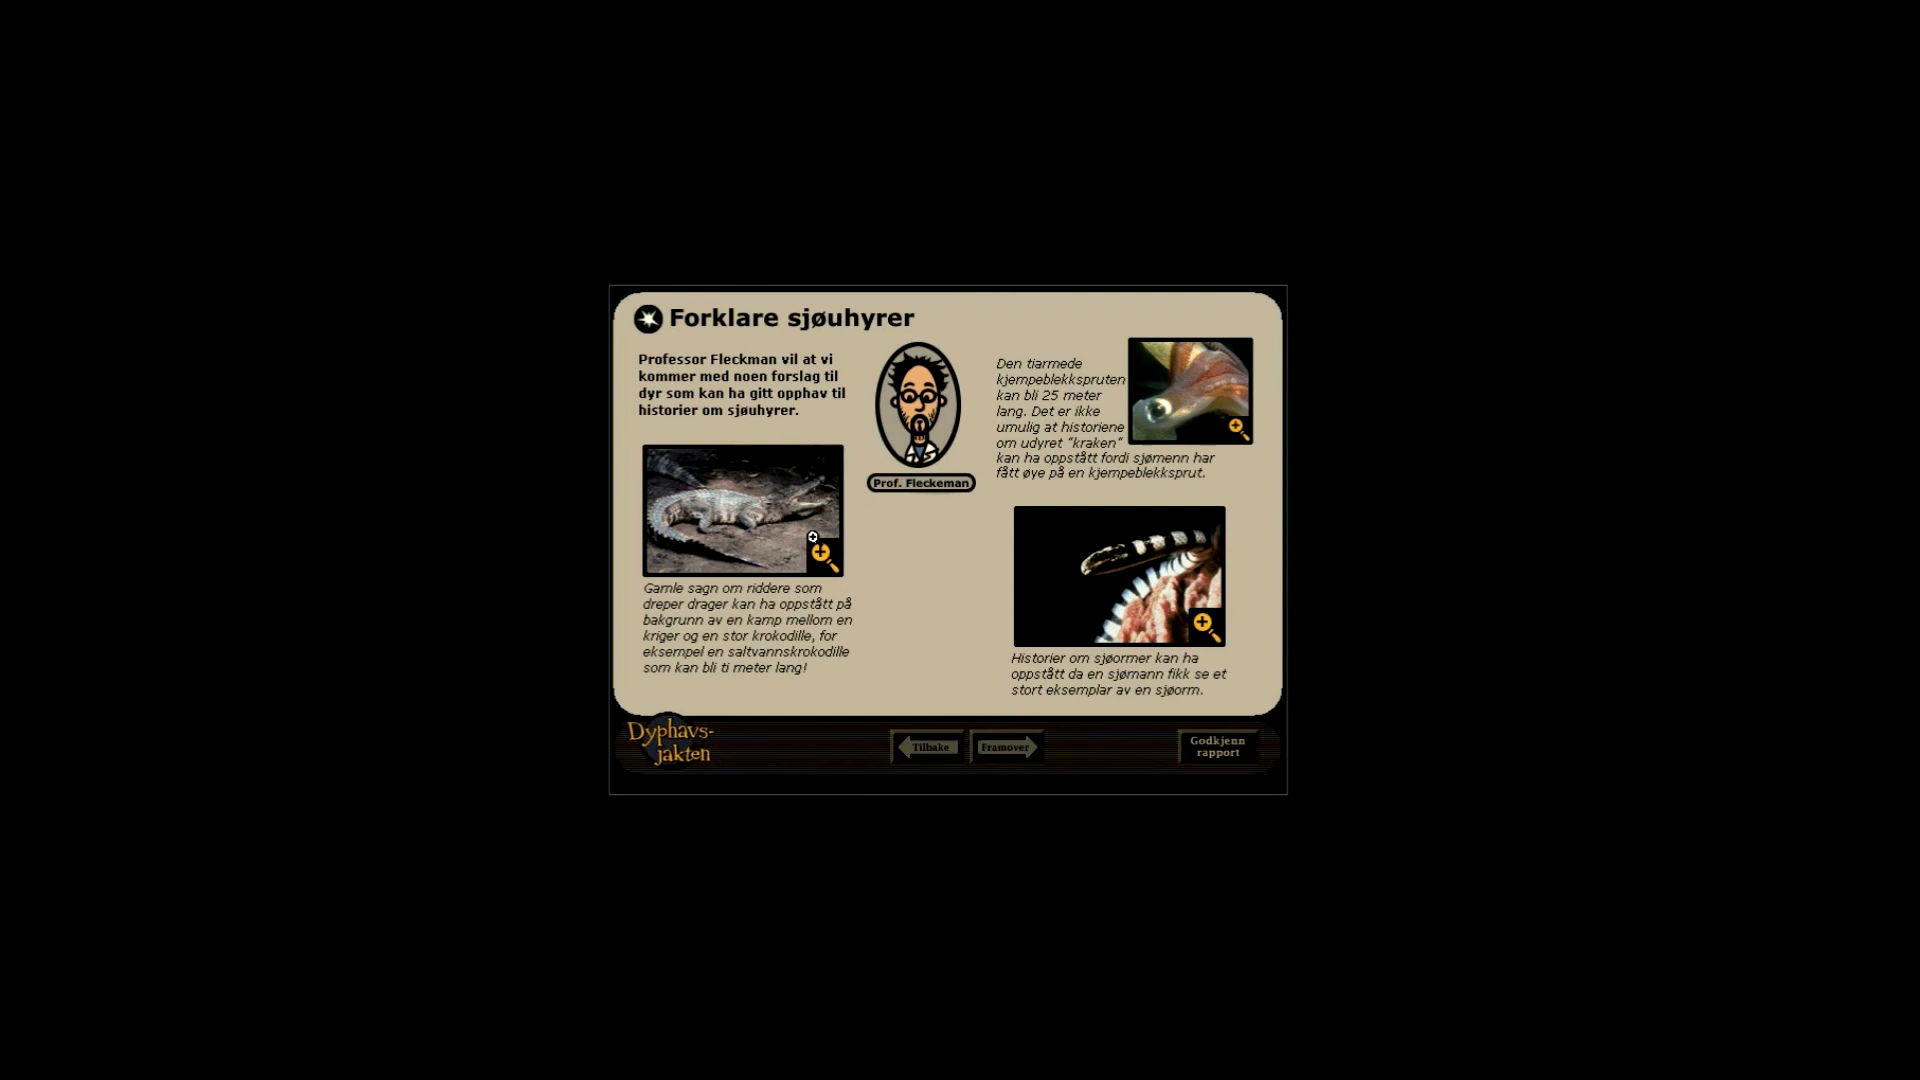 Forklare sjøuhyrer
Professor Fleckman vil at vi
kommer med noen forslag til
dyr som kan ha gitt opphav til
historier om sjøuhyrer.
Gamle sagn om riddere som
dreper drager kan ha oppstått på
bakgrunn av en kamp mellom en
kriger og en stor krokodille, for
eksempel en saltvannskrokodille
som kan bli ti meter lang!
Prof. Fleckeman
Den tiarmede
kjempeblekkspruten
kan bli 25 meter
lang. Det er ikke
umulig at historiene
om udyret "kraken"
kan ha oppstått fordi sjømenn har
fått øye på en kjempeblekksprut.
Historier om sjøormer kan ha
oppstått da en sjømann fikk se et
stort eksemplar av en sjøorm.
Dyphavs-
jakten
Tilbake
Framover
Godkjenn
rapport